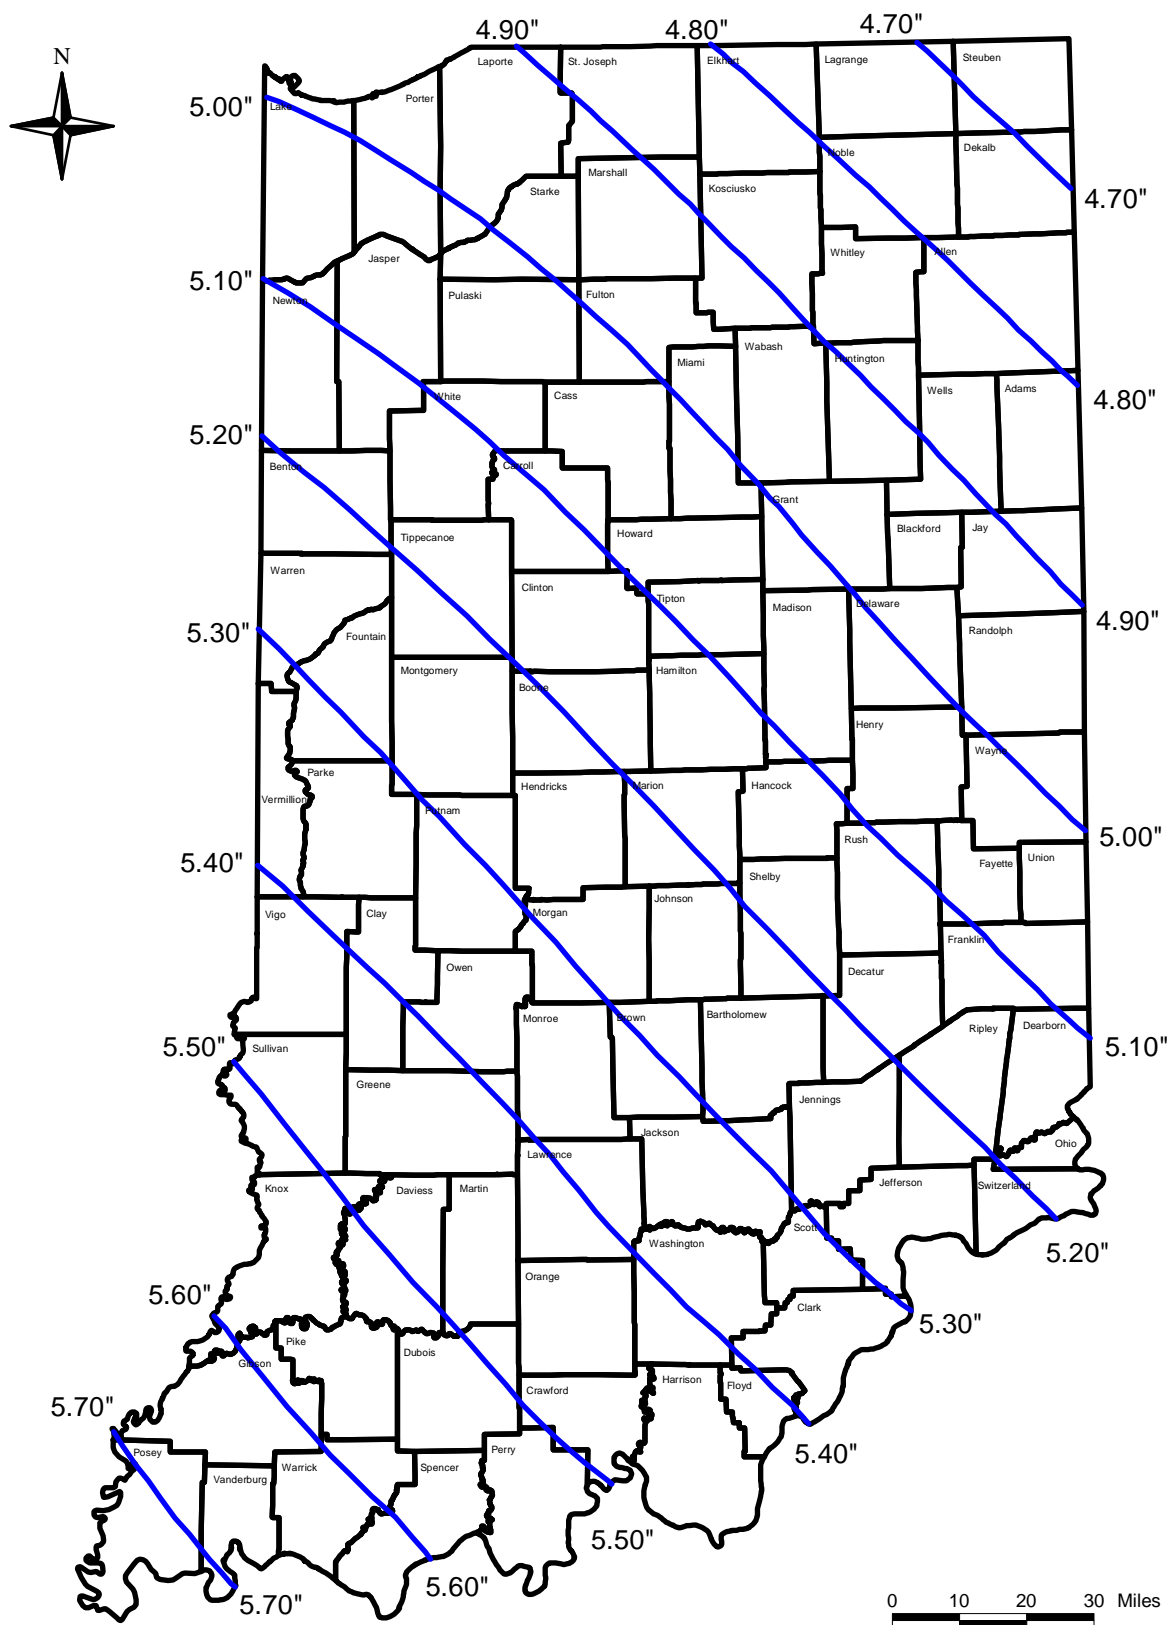 4.90"
4.80"
4.70"
N
Laporte
St. Joseph
Elkhart
Lagrange
Steuben
5.00"
Lake
Porter
Noble
Dekalb
Marshall
Starke
Kosciusko
4.70"
Jasper
Whitley
Allen
5.10"
Newton
Pulaski
Fulton
Miami
Wabash
Huntington
Wells
Adams
4.80"
White
Cass
5.20"
Benton
Carroll
Grant
Tippecanoe
Howard
Blackford
Jay
Warren
Clinton
Tipton
Madison
Delaware
4.90"
5.30"
Fountain
Randolph
Montgomery
Boone
Hamilton
Henry
Wayne
Parke
Vermillion
Hendricks
Marion
Hancock
Putnam
5.00"
Rush
5.40"
Fayette
Union
Shelby
Vigo
Clay
Morgan
Johnson
Franklin
Owen
Decatur
Monroe
Brown
Bartholomew
Ripley
Dearborn
5.50"
Sullivan
5.10"
Greene
Jennings
Jackson
Ohio
Lawrence
Knox
Daviess
Martin
Jefferson
Switzerland
Scott
Washington
5.20"
Orange
5.60"
Clark
5.30"
Pike
Gibson
Dubois
Harrison
Floyd
Crawford
5.70"
Posey
Perry
5.40"
Vanderburg
Warrick
Spencer
5.50"
5.60"
5.70"
0 10 20 30 Miles